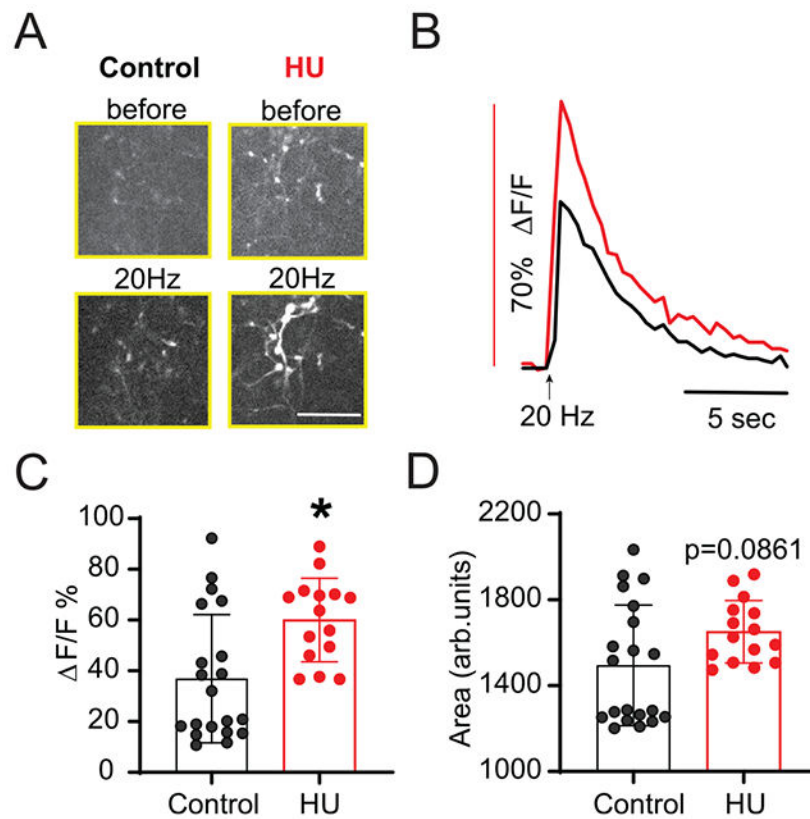 A
Control HU
before before
20Hz 20Hz
B
70% ΔF/F
20 Hz
5 sec
C
ΔF/F %
100
80
60
40
20
0
*
Control HU
D
Area (arb.units)
2200
1800
1400
1000
p=0.0861
Control HU